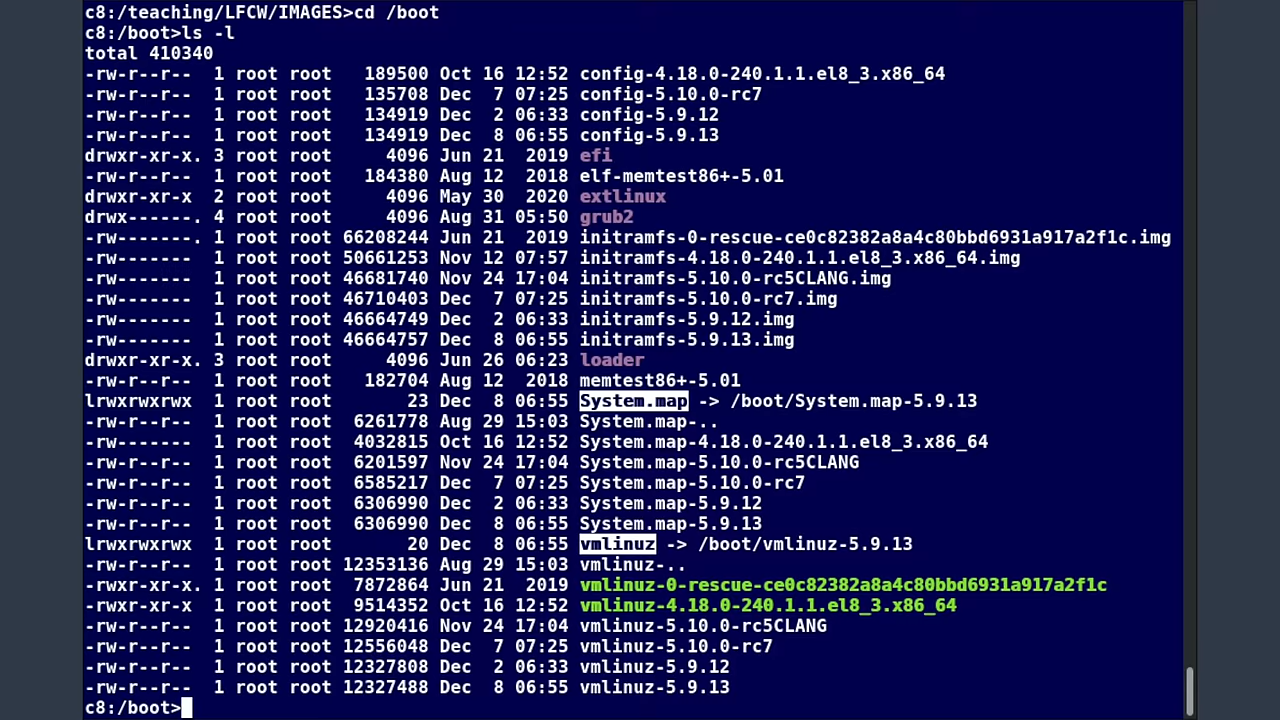 c8:/teaching/LFCW/IMAGES>cd /boot
c8:/boot>ls -l
total 410340
-rw-r--r--  1 root root   189500 Oct 16 12:52 config-4.18.0-240.1.1.el8_3.x86_64
-rw-r--r--  1 root root   135708 Dec  7 07:25 config-5.10.0-rc7
-rw-r--r--  1 root root   134919 Dec  2 06:33 config-5.9.12
-rw-r--r--  1 root root   134919 Dec  8 06:55 config-5.9.13
drwxr-xr-x. 3 root root     4096 Jun 21  2019 efi
-rw-r--r--  1 root root   184380 Aug 12  2018 elf-memtest86+-5.01
drwxr-xr-x  2 root root     4096 May 30  2020 extlinux
drwx------. 4 root root     4096 Aug 31 05:50 grub2
-rw-------. 1 root root 66208244 Jun 21  2019 initramfs-0-rescue-ce0c82382a8a4c80bbd6931a917a2f1c.img
-rw-------  1 root root 50661253 Nov 12 07:57 initramfs-4.18.0-240.1.1.el8_3.x86_64.img
-rw-------  1 root root 46681740 Nov 24 17:04 initramfs-5.10.0-rc5CLANG.img
-rw-------  1 root root 46710403 Dec  7 07:25 initramfs-5.10.0-rc7.img
-rw-------  1 root root 46664749 Dec  2 06:33 initramfs-5.9.12.img
-rw-------  1 root root 46664757 Dec  8 06:55 initramfs-5.9.13.img
drwxr-xr-x. 3 root root     4096 Jun 26 06:23 loader
-rw-r--r--  1 root root   182704 Aug 12  2018 memtest86+-5.01
lrwxrwxrwx  1 root root       23 Dec  8 06:55 System.map -> /boot/System.map-5.9.13
-rw-r--r--  1 root root  6261778 Aug 29 15:03 System.map-..
-rw-r--r--  1 root root  4032815 Oct 16 12:52 System.map-4.18.0-240.1.1.el8_3.x86_64
-rw-r--r--  1 root root  6201597 Nov 24 17:04 System.map-5.10.0-rc5CLANG
-rw-r--r--  1 root root  6585217 Dec  7 07:25 System.map-5.10.0-rc7
-rw-r--r--  1 root root  6306990 Dec  2 06:33 System.map-5.9.12
-rw-r--r--  1 root root  6306990 Dec  8 06:55 System.map-5.9.13
lrwxrwxrwx  1 root root       20 Dec  8 06:55 vmlinuz -> /boot/vmlinuz-5.9.13
-rw-r--r--  1 root root 12353136 Aug 29 15:03 vmlinuz-..
-rwxr-xr-x. 1 root root  7872864 Jun 21  2019 vmlinuz-0-rescue-ce0c82382a8a4c80bbd6931a917a2f1c
-rwxr-xr-x  1 root root  9514352 Oct 16 12:52 vmlinuz-4.18.0-240.1.1.el8_3.x86_64
-rw-r--r--  1 root root 12920416 Nov 24 17:04 vmlinuz-5.10.0-rc5CLANG
-rw-r--r--  1 root root 12556048 Dec  7 07:25 vmlinuz-5.10.0-rc7
-rw-r--r--  1 root root 12327808 Dec  2 06:33 vmlinuz-5.9.12
-rw-r--r--  1 root root 12327488 Dec  8 06:55 vmlinuz-5.9.13
c8:/boot>